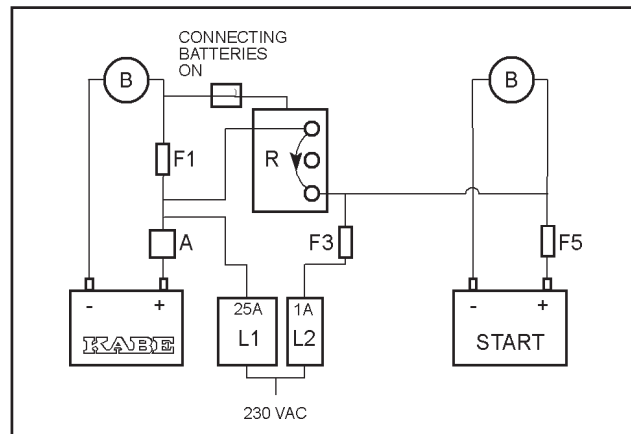 CONNECTING
BATTERIES
ON
B
B
R
F1
F3
F5
A
- +
KABE
25A
L1
1A
L2
- +
START
230 VAC